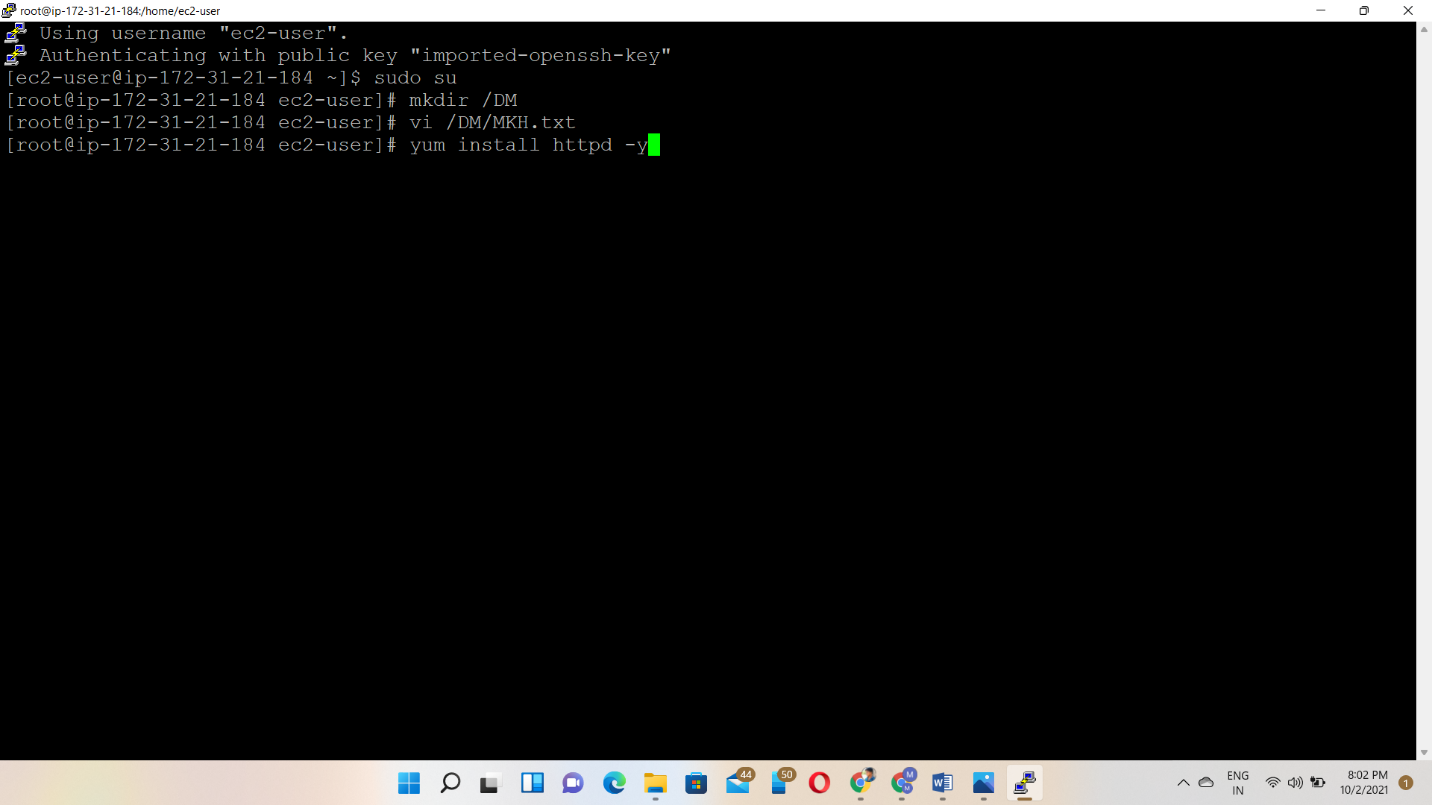 root@ip-172-31-21-184:/home/ec2-user
Using username "ec2-user".
Authenticating with public key "imported-openssh-key"
[ec2-user@ip-172-31-21-184 ~]$ sudo su
[root@ip-172-31-21-184 ec2-user]# mkdir /DM
[root@ip-172-31-21-184 ec2-user]# vi /DM/MKH.txt
[root@ip-172-31-21-184 ec2-user]# yum install httpd -y
44
50
M
M
W
ENG
IN
8:02 PM
10/2/2021
1